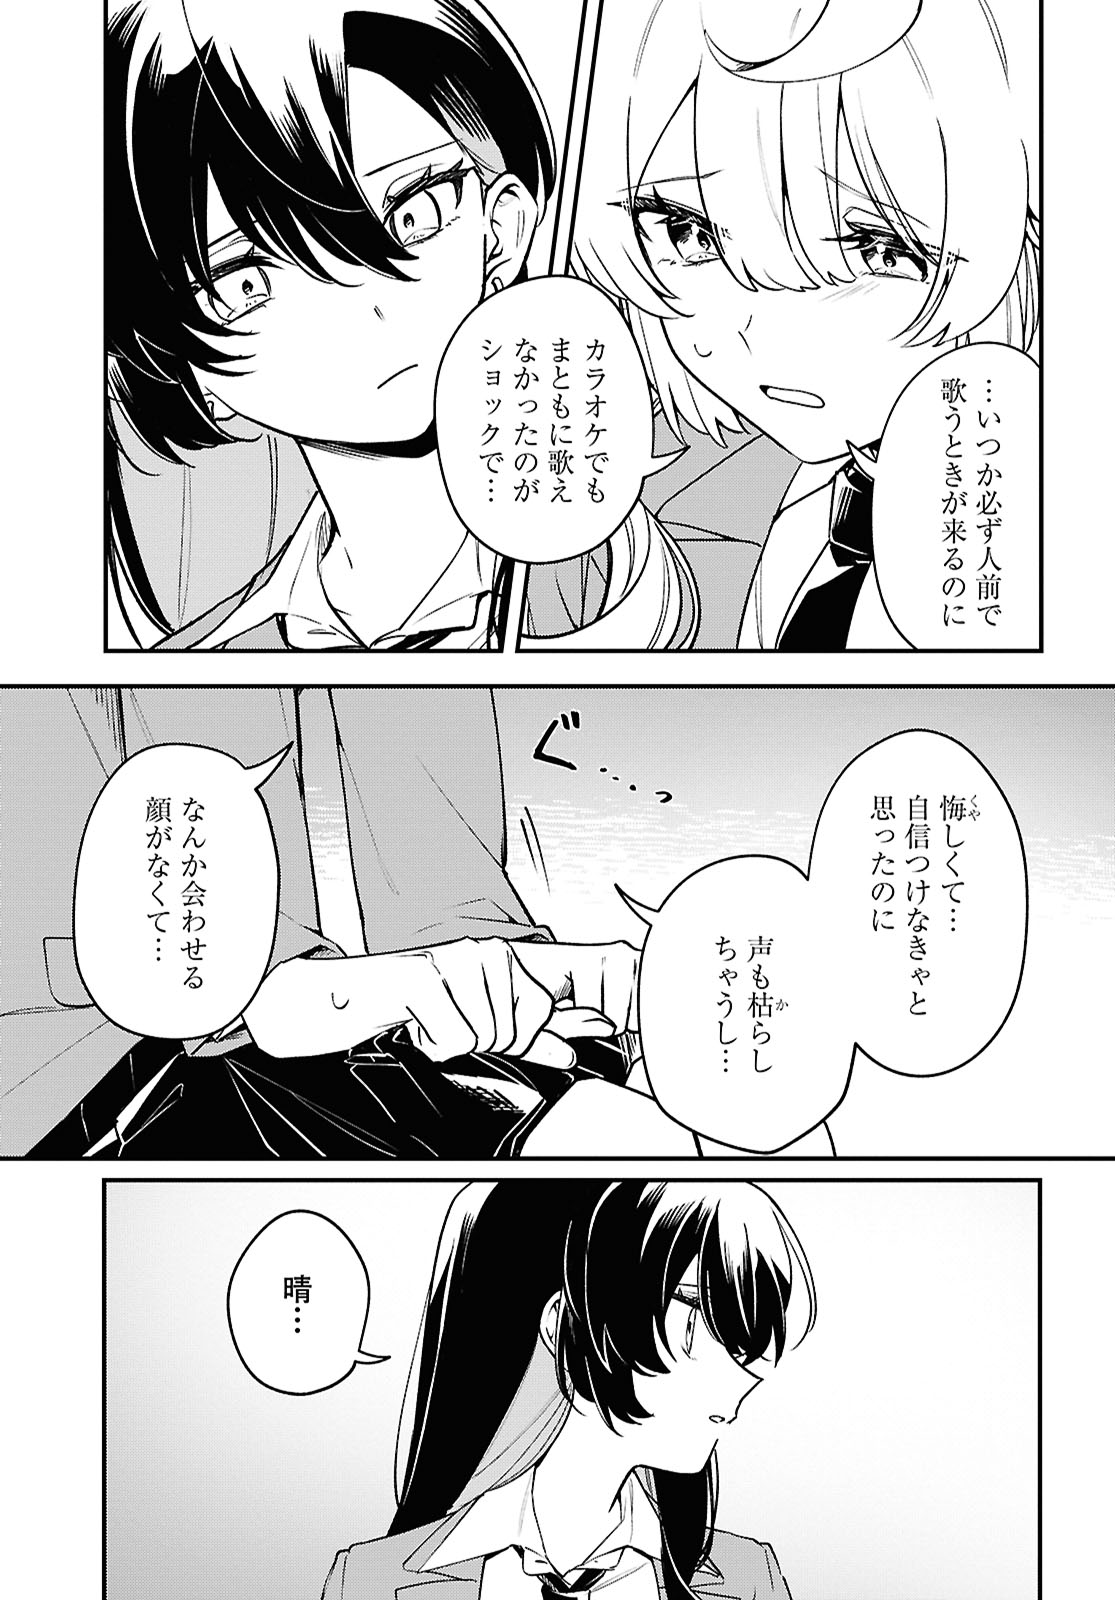 …いつか必ず人前で
歌うときが来るのに
カラオケでも
まともに歌え
なかったのが
ショックで…
悔しくて…
くや
自信つけなきゃと
思ったのに
声も枯らし
か
ちゃうし…
ぐ…
なんか会わせる
顔がなくて…
晴…